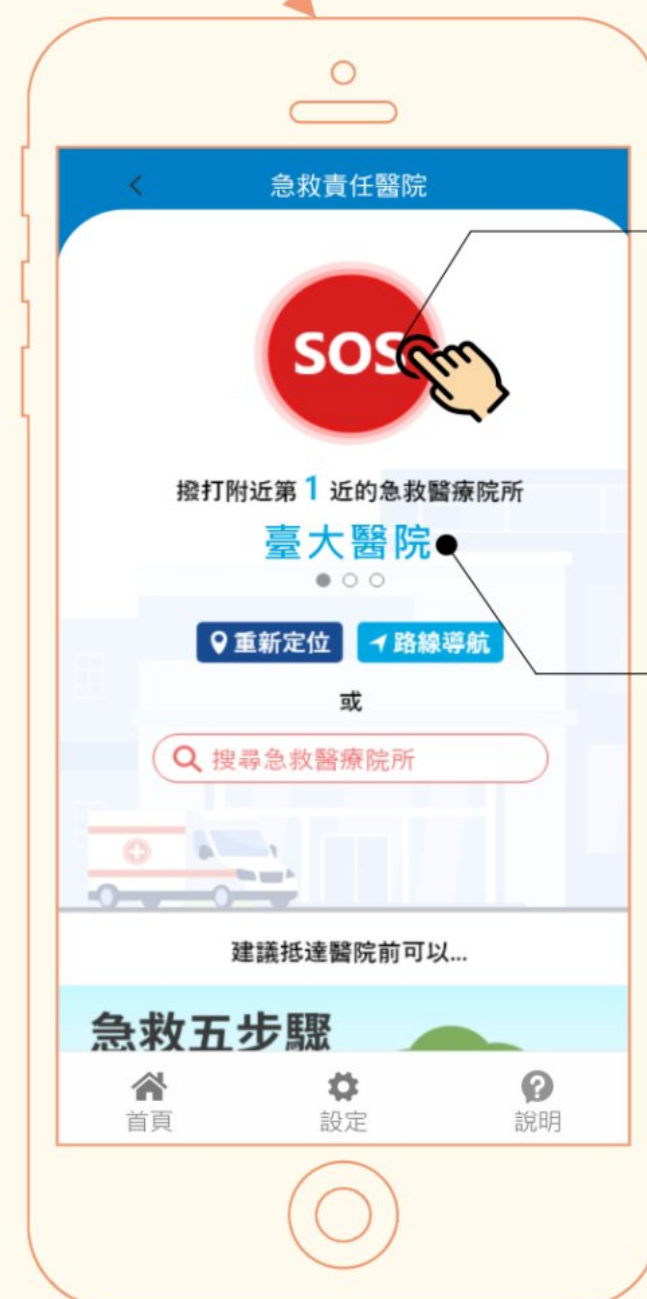 急救責任醫院
SOS
撥打附近第 1 近的急救醫療院所
臺大醫院
重新定位 路線導航
或
搜尋急救醫療院所
建議抵達醫院前可以...
急救五步驟
首頁 設定 說明